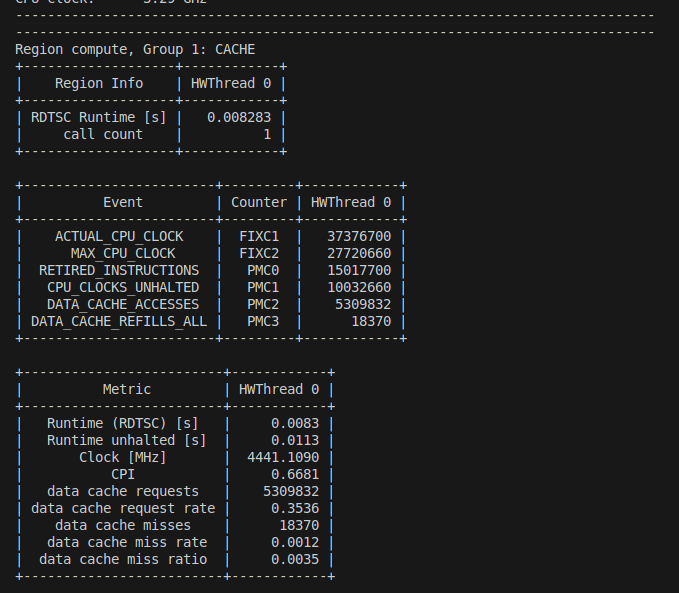 CPU clock:      3.29 GHz
--------------------------------------------------------------------------------
--------------------------------------------------------------------------------
Region compute, Group 1: CACHE
+-------------------+------------+
|    Region Info    | HWThread 0 |
+-------------------+------------+
| RDTSC Runtime [s] |   0.008283 |
|     call count    |          1 |
+-------------------+------------+

+------------------------+---------+------------+
|          Event         | Counter | HWThread 0 |
+------------------------+---------+------------+
|    ACTUAL_CPU_CLOCK    |  FIXC1  |   37376700 |
|      MAX_CPU_CLOCK     |  FIXC2  |   27720660 |
|  RETIRED_INSTRUCTIONS  |   PMC0  |   15017700 |
|   CPU_CLOCKS_UNHALTED  |   PMC1  |   10032660 |
|   DATA_CACHE_ACCESSES  |   PMC2  |    5309832 |
| DATA_CACHE_REFILLS_ALL |   PMC3  |      18370 |
+------------------------+---------+------------+

+-------------------------+------------+
|          Metric         | HWThread 0 |
+-------------------------+------------+
|   Runtime (RDTSC) [s]   |     0.0083 |
|   Runtime unhalted [s]  |     0.0113 |
|       Clock [MHz]       |  4441.1090 |
|           CPI           |     0.6681 |
|   data cache requests   |    5309832 |
| data cache request rate |     0.3536 |
|    data cache misses    |      18370 |
|   data cache miss rate  |     0.0012 |
|  data cache miss ratio  |     0.0035 |
+-------------------------+------------+